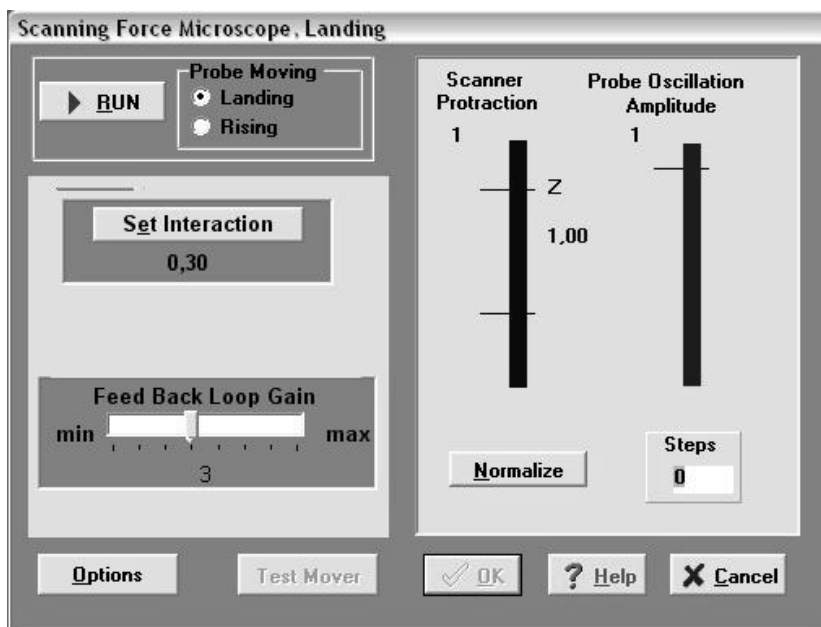 Scanning Force Microscope, Landing
RUN
Probe Moving
Landing
Rising
Set Interaction
0,30
Feed Back Loop Gain
min
max
3
Scanner
Protraction
1
Z
1,00
Probe Oscillation
Amplitude
1
Normalize
Steps
0
Options
Test Mover
OK
? Help
Cancel